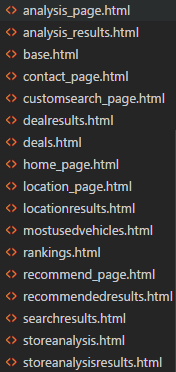 analysis_page.html
analysis_results.html
base.html
contact_page.html
customsearch_page.html
dealresults.html
deals.html
home_page.html
location_page.html
locationresults.html
mostusedvehicles.html
rankings.html
recommend_page.html
recommendedresults.html
searchresults.html
storeanalysis.html
storeanalysisresults.html